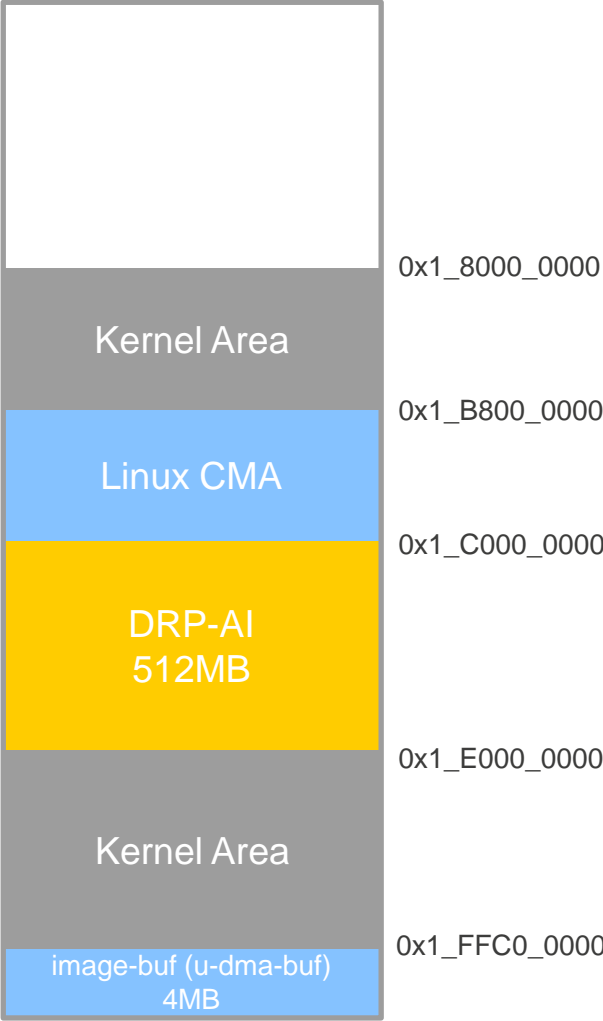 0x1_8000_0000
Kernel Area
0x1_B800_0000
Linux CMA
0x1_C000_0000
DRP-AI
512MB
0x1_E000_0000
Kernel Area
0x1_FFC0_0000
image-buf (u-dma-buf)
4MB